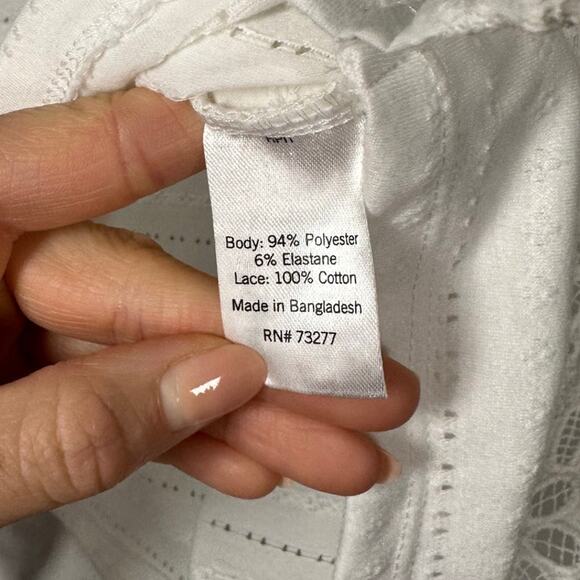 Body: 94% Polyester
6% Elastane
Lace: 100% Cotton
Made in Bangladesh
RN# 73277